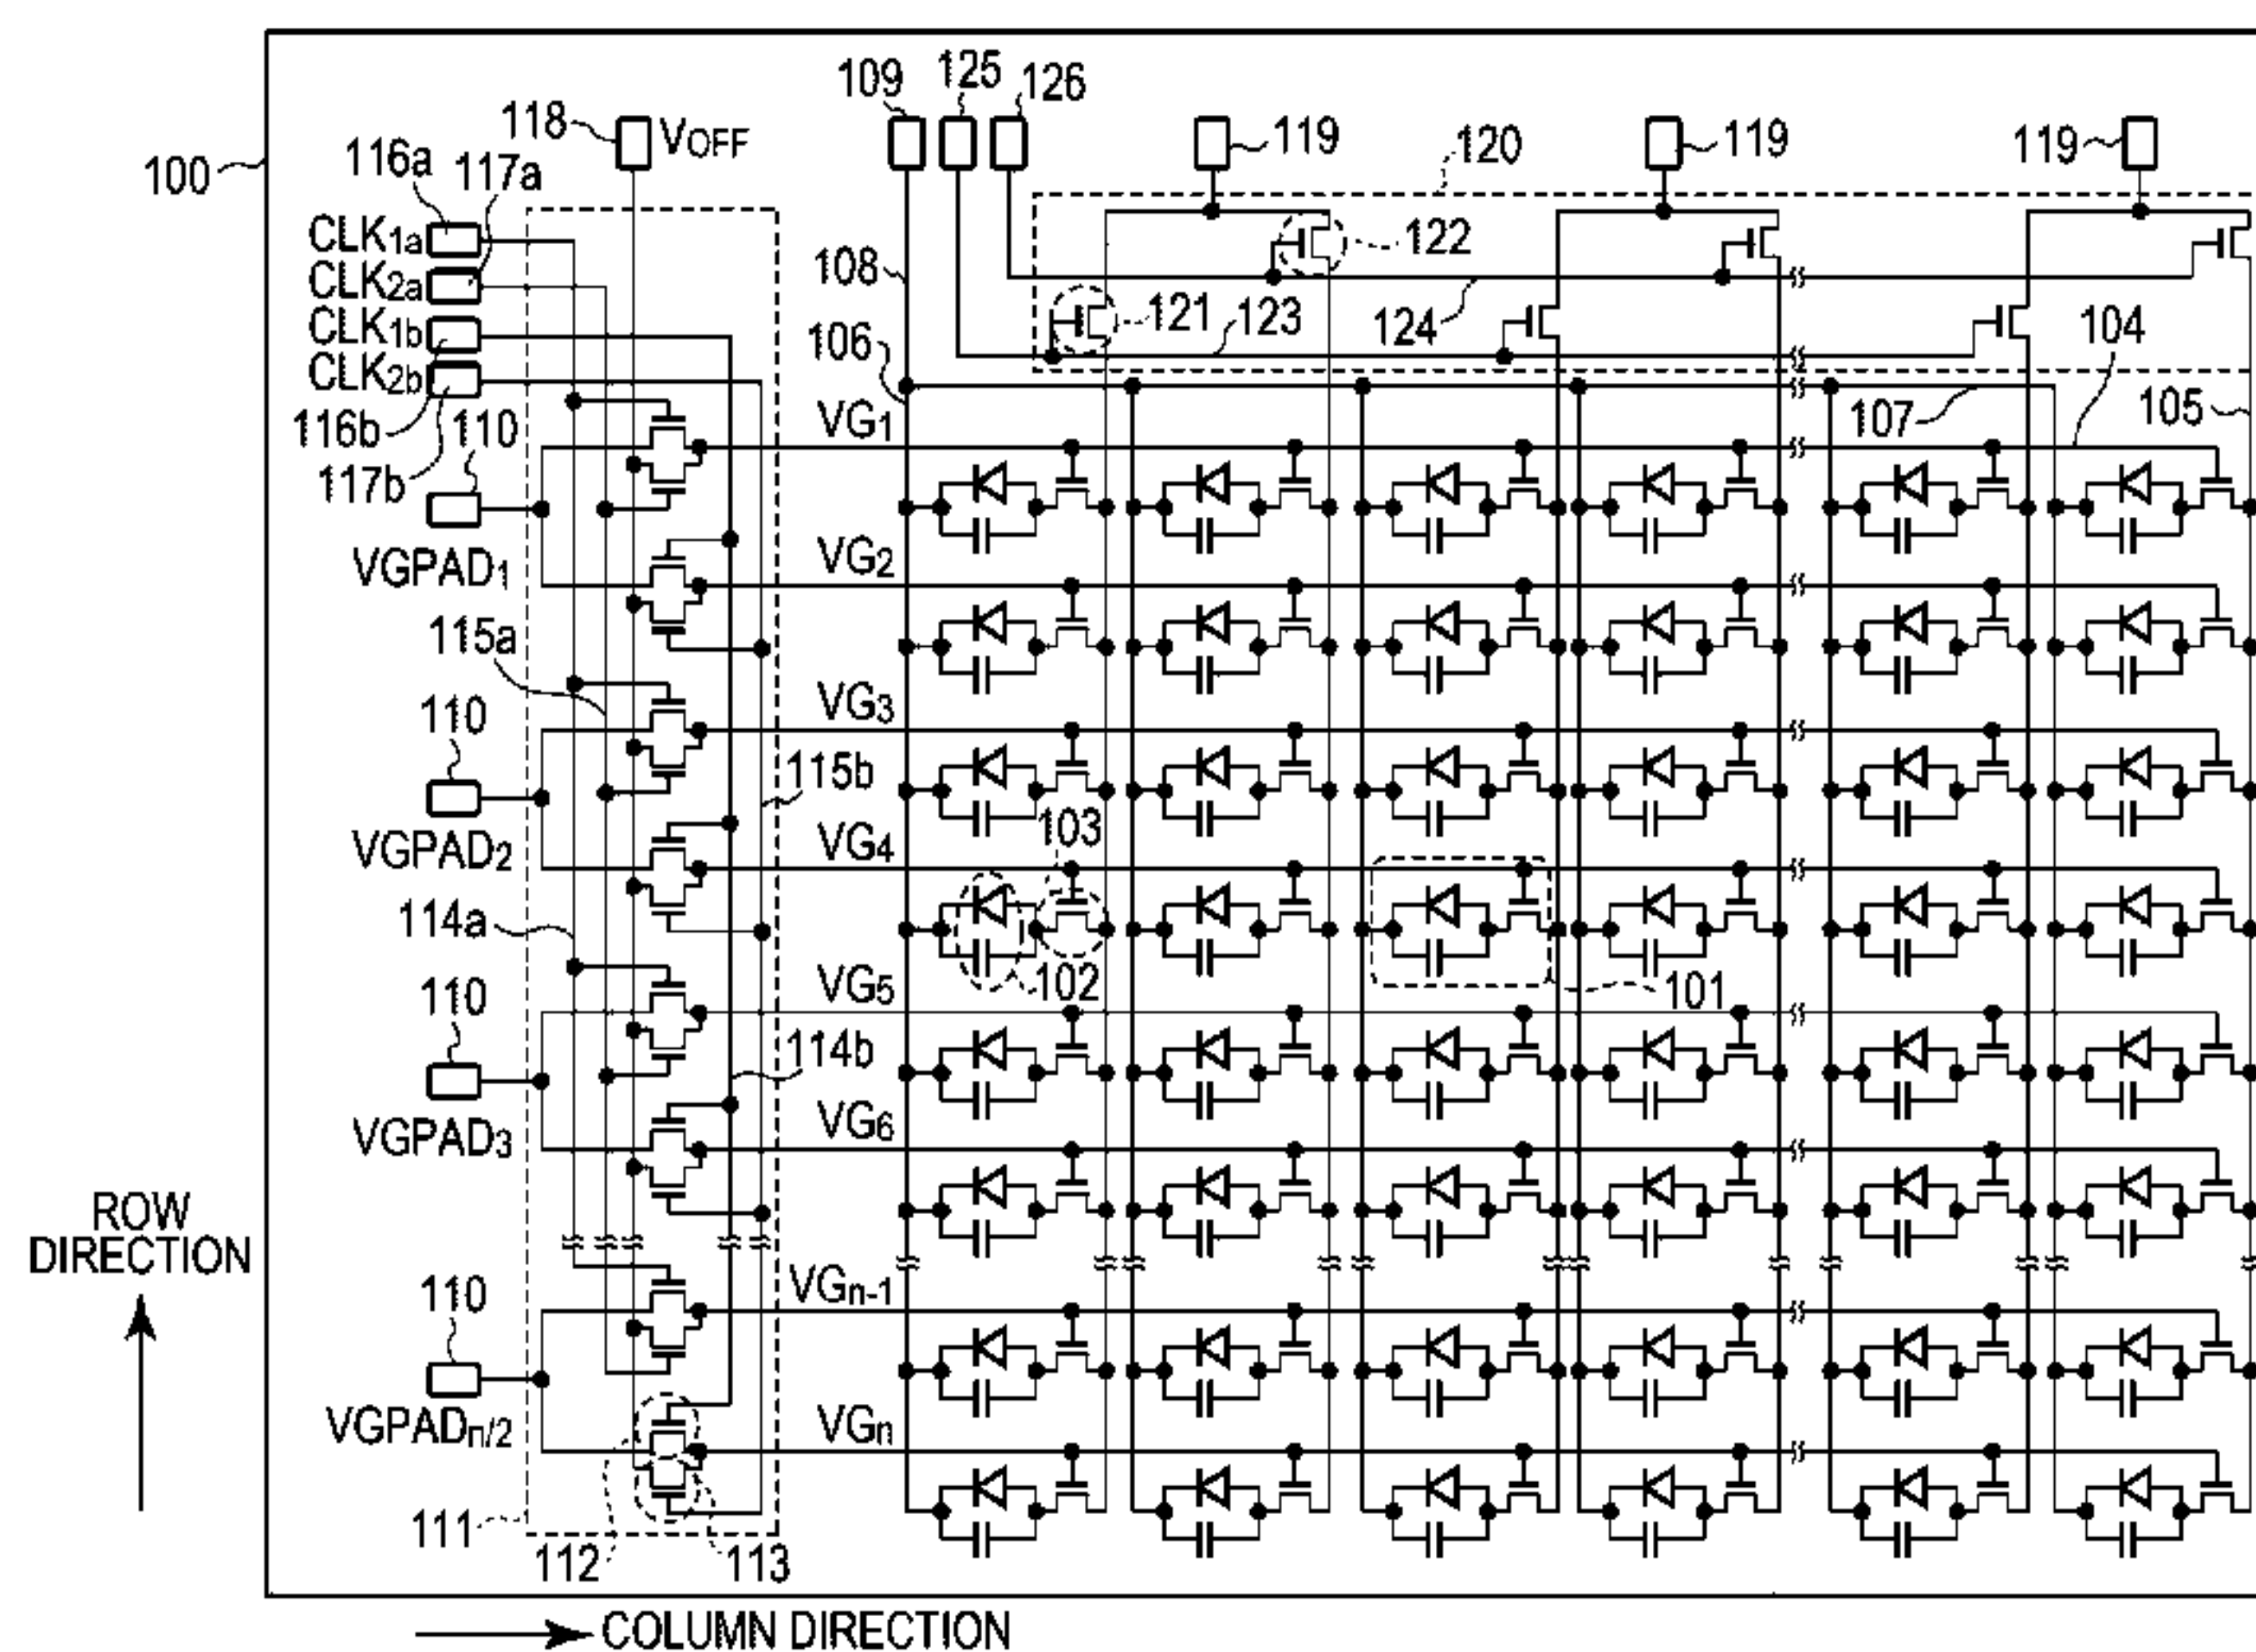 109
125
126
118
VOFF
119
119
119
120
100
116a
117a
CLK1a
CLK2a
CLK1b
CLK2b
108
122
121
123
124
104
106
116b
110
VG1
107
105
117b
VGPAD1
VG2
115a
110
VG3
115b
VGPAD2
VG4
103
114a
110
VG5
102
101
114b
VGPAD3
VG6
ROW
DIRECTION
110
VGn-1
VGPADn/2
VGn
111
112
113
COLUMN DIRECTION